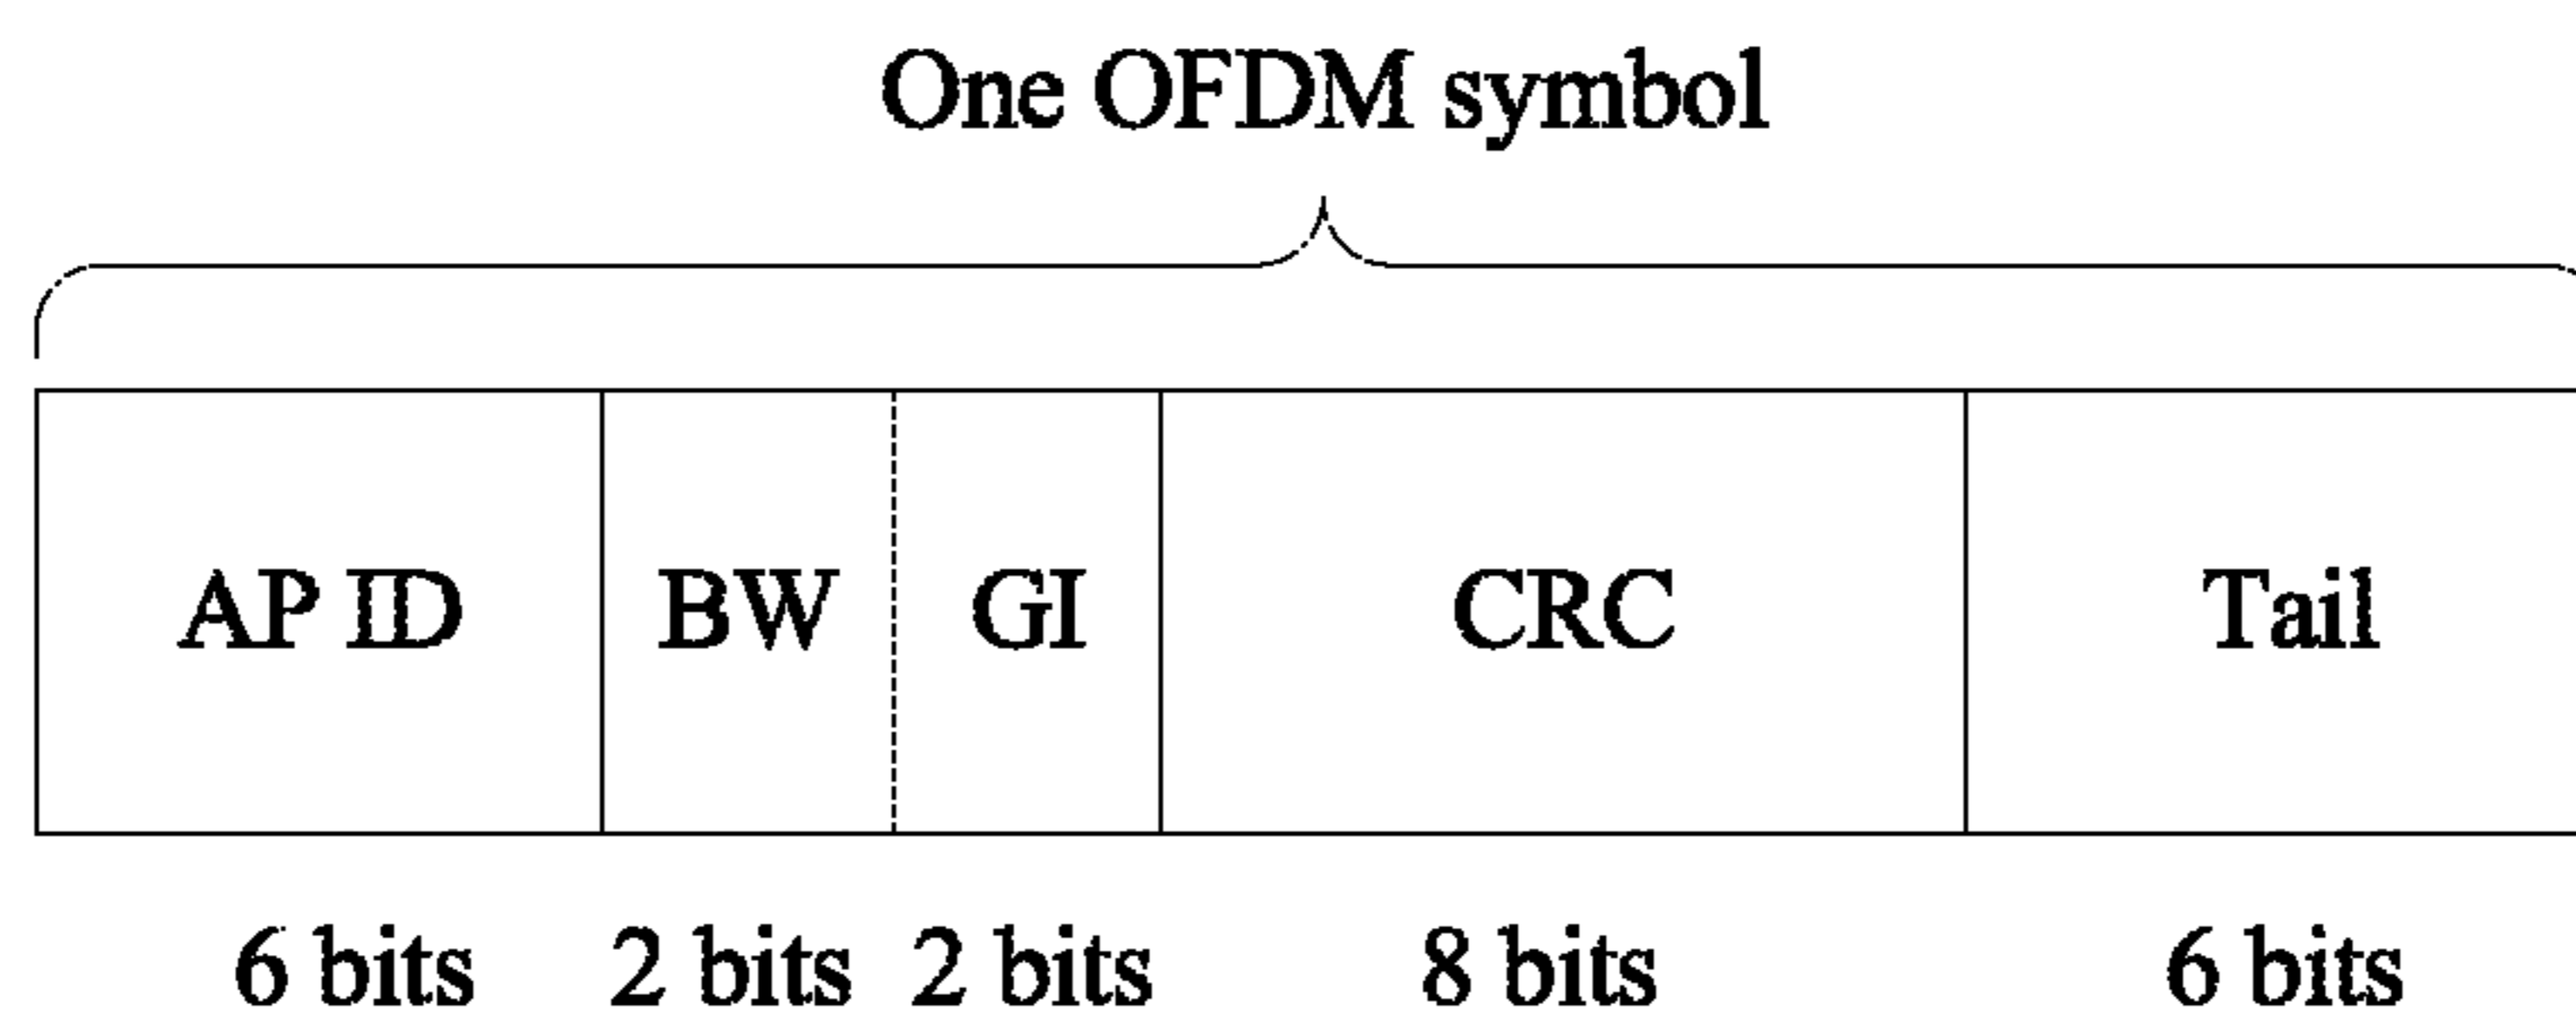 One OFDM symbol
AP ID BW GI CRC Tail
6 bits 2 bits 2 bits 8 bits 6 bits